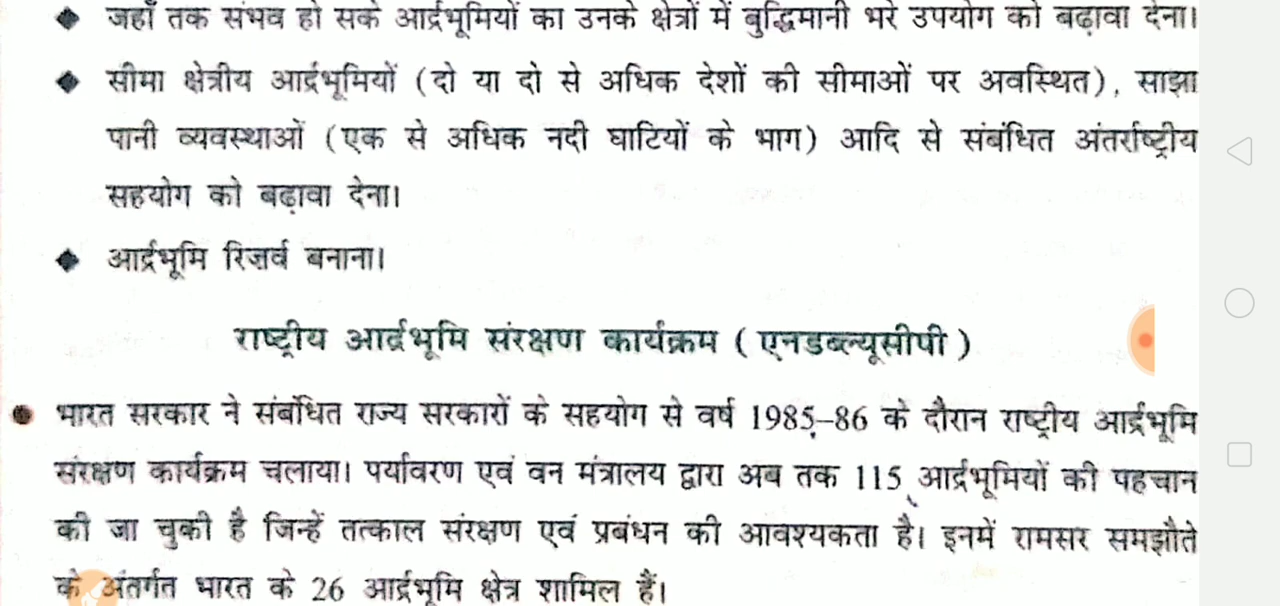 ◆ जहाँ तक संभव हो सके आर्द्रभूमियों का उनके क्षेत्रों में बुद्धिमानी भरे उपयोग को बढ़ावा देना।
◆ सीमा क्षेत्रीय आर्द्रभूमियों (दो या दो से अधिक देशों की सीमाओं पर अवस्थित), साझा
पानी व्यवस्थाओं (एक से अधिक नदी घाटियों के भाग) आदि से संबंधित अंतर्राष्ट्रीय
सहयोग को बढ़ावा देना।
◆ आर्द्रभूमि रिजर्व बनाना।
राष्ट्रीय आर्द्रभूमि संरक्षण कार्यक्रम ( एनडब्ल्यूसीपी )
● भारत सरकार ने संबंधित राज्य सरकारों के सहयोग से वर्ष 1985–86 के दौरान राष्ट्रीय आर्द्रभूमि
संरक्षण कार्यक्रम चलाया। पर्यावरण एवं वन मंत्रालय द्वारा अब तक 115 आर्द्रभूमियों की पहचान
की जा चुकी है जिन्हें तत्काल संरक्षण एवं प्रबंधन की आवश्यकता है। इनमें रामसर समझौते
के अंतर्गत भारत के 26 आर्द्रभूमि क्षेत्र शामिल हैं।